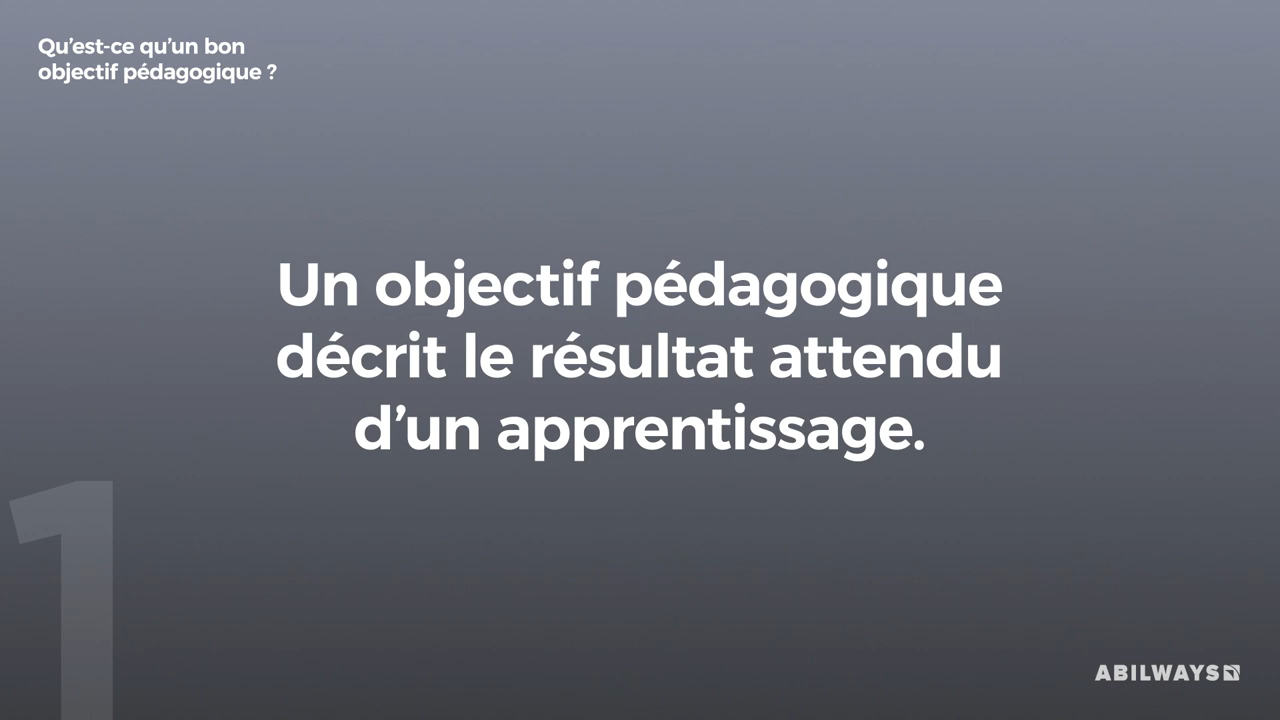 Qu’est-ce qu’un bon
objectif pédagogique ?
Un objectif pédagogique
décrit le résultat attendu
d’un apprentissage.
1
ABILWAYS